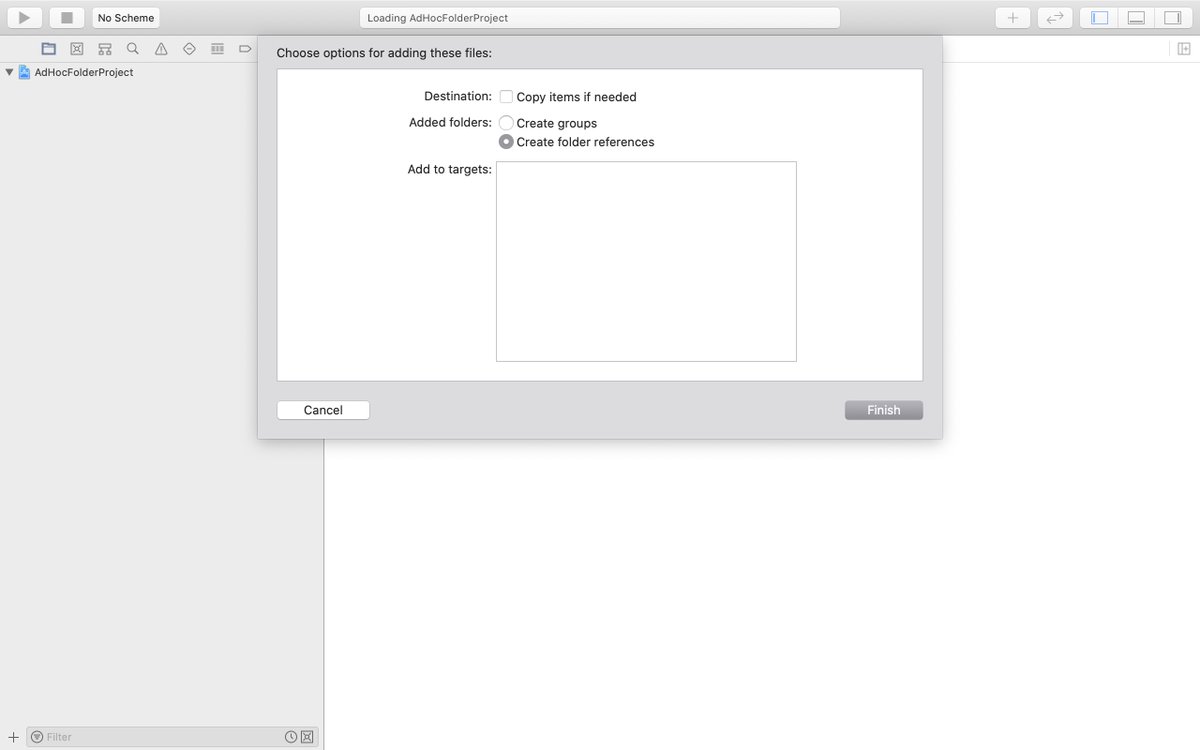 No Scheme
Loading AdHocFolderProject
AdHocFolderProject
Choose options for adding these files:
Destination: Copy items if needed
Added folders: Create groups
Create folder references
Add to targets:
Cancel
Finish
Filter